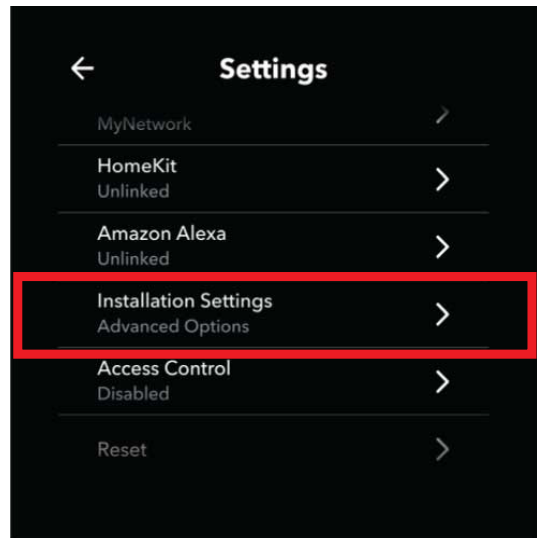 Settings
MyNetwork
HomeKit
Unlinked
Amazon Alexa
Unlinked
Installation Settings
Advanced Options
Access Control
Disabled
Reset